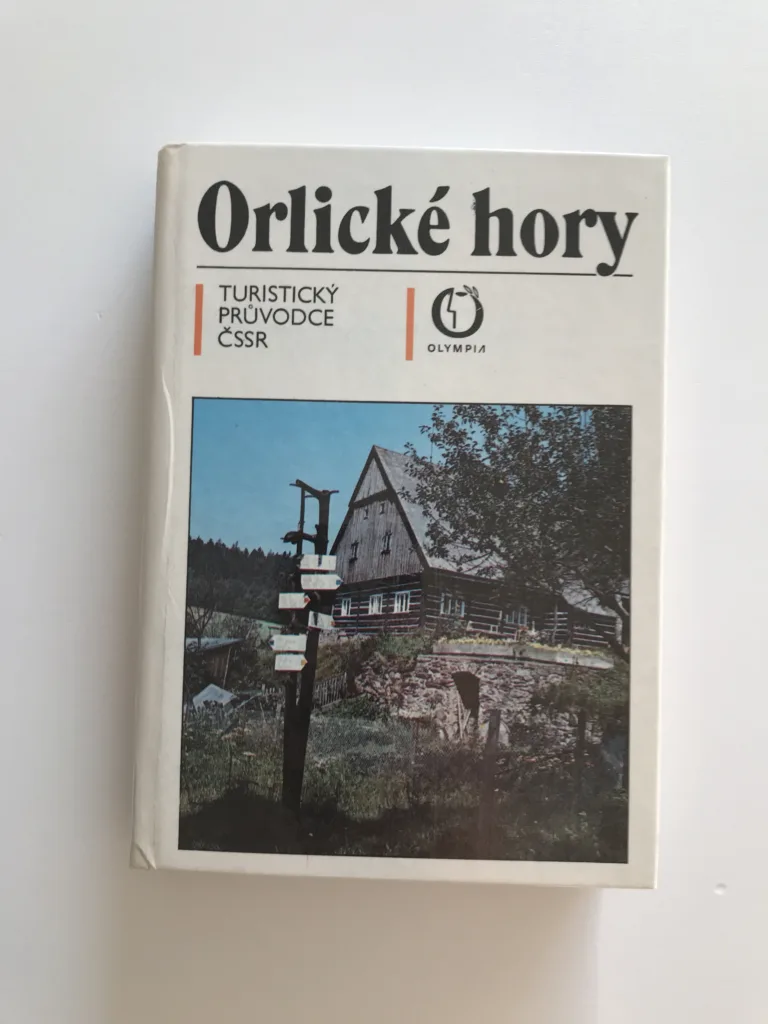 Orlické hory
TURISTICKÝ
PRŮVODCE
ČSSR
OLYMPIA